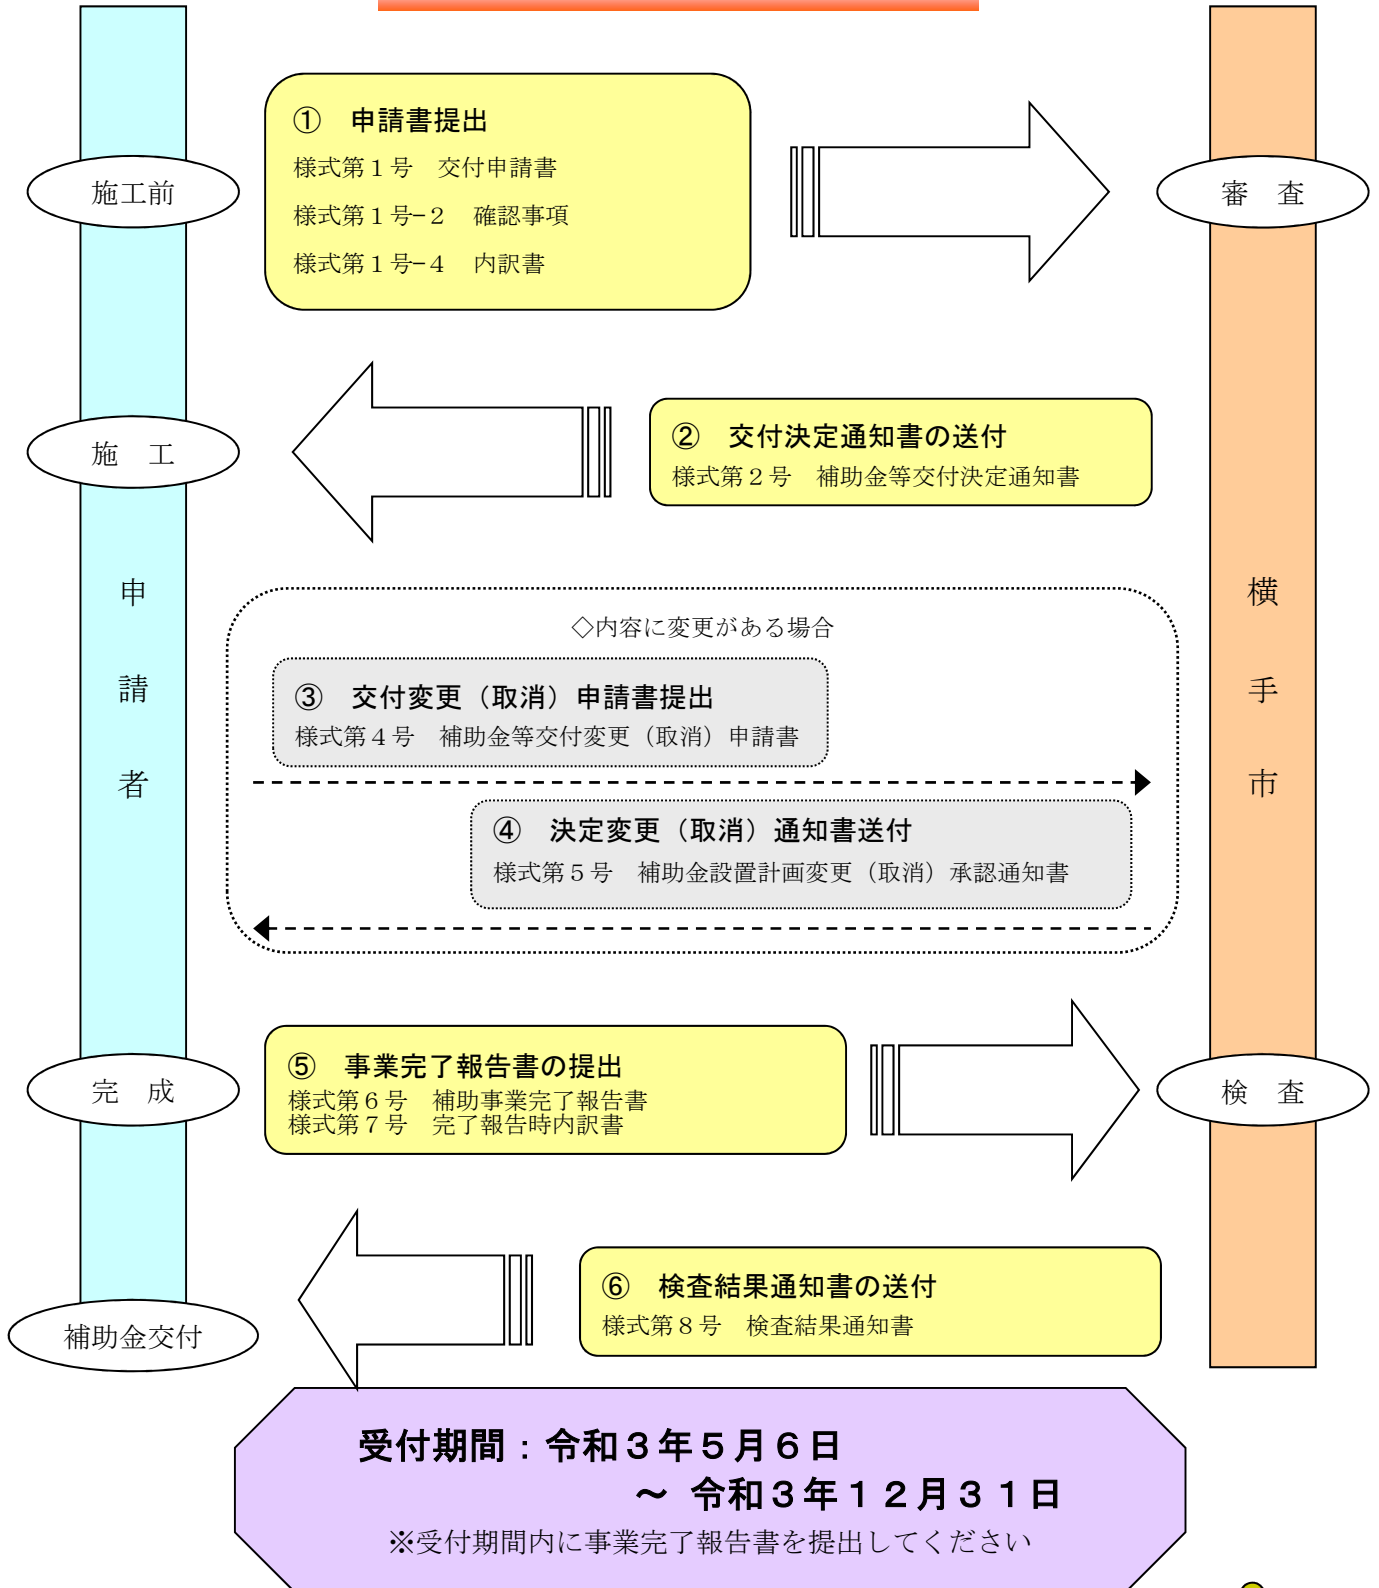 ① 申請書提出
様式第１号　交付申請書
様式第１号−２　確認事項
様式第１号−４　内訳書
施工前
審　査
② 交付決定通知書の送付
様式第２号　補助金等交付決定通知書
施　工
申請者
横手市
◇内容に変更がある場合
③ 交付変更（取消）申請書提出
様式第４号　補助金等交付変更（取消）申請書
④ 決定変更（取消）通知書送付
様式第５号　補助金設置計画変更（取消）承認通知書
⑤ 事業完了報告書の提出
様式第６号　補助事業完了報告書
様式第７号　完了報告時内訳書
完　成
検　査
⑥ 検査結果通知書の送付
様式第８号　検査結果通知書
補助金交付
受付期間：令和３年５月６日
～ 令和３年１２月３１日
※受付期間内に事業完了報告書を提出してください